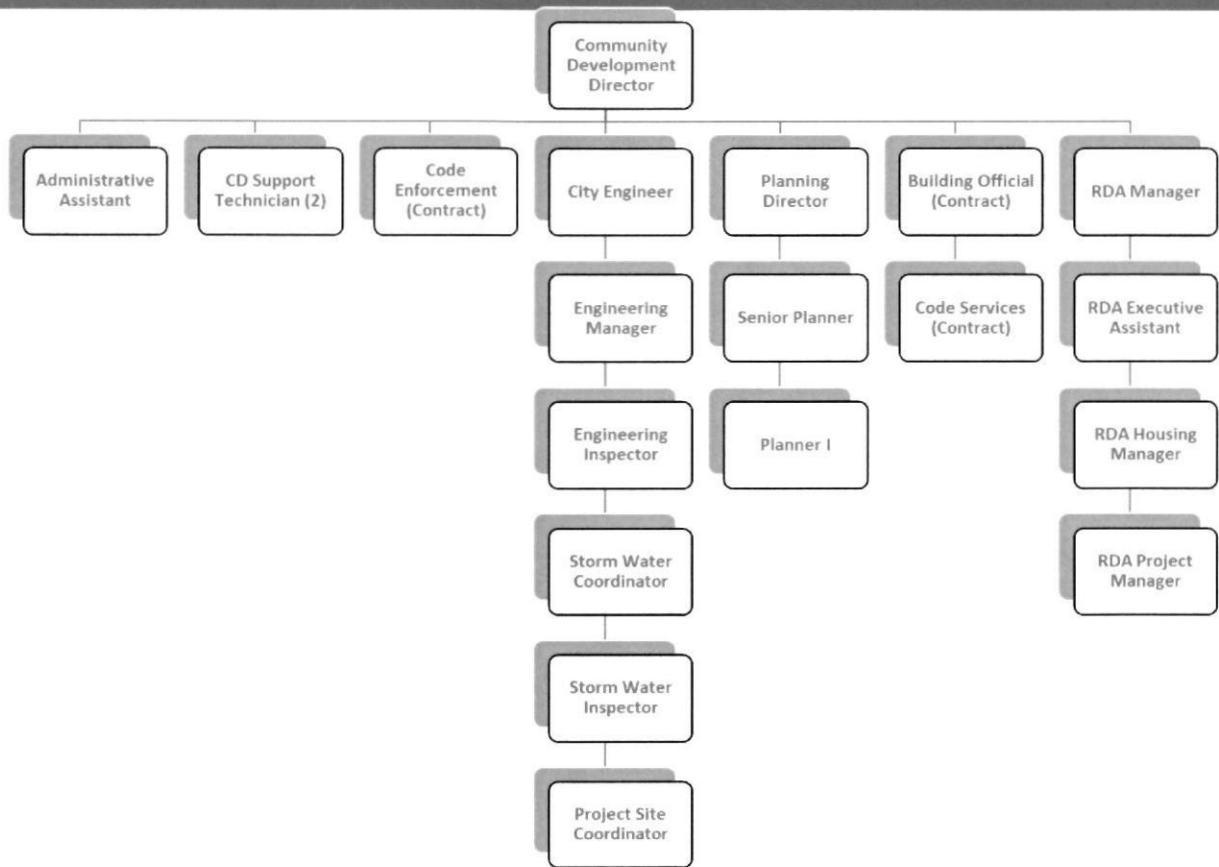 Community
Development
Director
Administrative
Assistant
CD Support
Technician (2)
Code
Enforcement
(Contract)
City Engineer
Planning
Director
Building Official
(Contract)
RDA Manager
Engineering
Manager
Senior Planner
Code Services
(Contract)
RDA Executive
Assistant
Engineering
Inspector
Planner I
RDA Housing
Manager
Storm Water
Coordinator
RDA Project
Manager
Storm Water
Inspector
Project Site
Coordinator